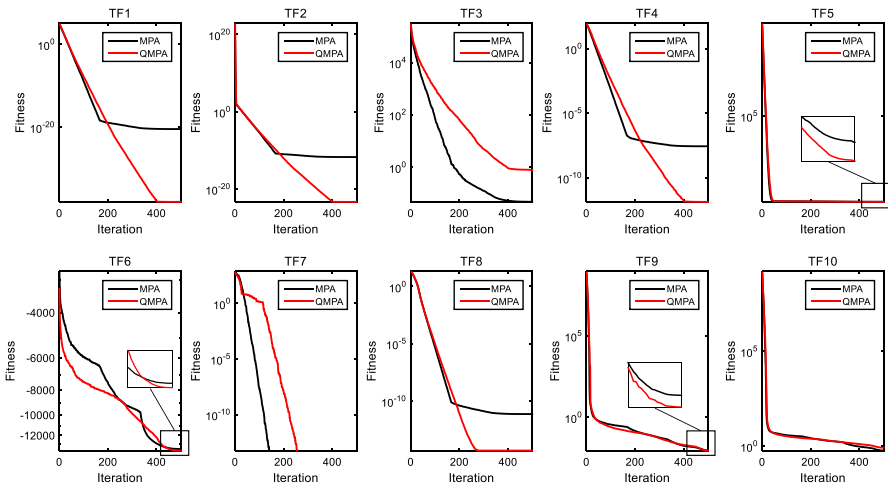 TF1
TF2
TF3
TF4
TF5
10^0
10^-20
Fitness
MPA
QMPA
0 200 400
Iteration
10^20
10^0
10^-20
Fitness
MPA
QMPA
0 200 400
Iteration
10^4
10^2
10^0
Fitness
MPA
QMPA
0 200 400
Iteration
10^0
10^-5
10^-10
Fitness
MPA
QMPA
0 200 400
Iteration
10^5
Fitness
MPA
QMPA
0 200 400
Iteration
TF6
TF7
TF8
TF9
TF10
-4000
-6000
-8000
-10000
-12000
Fitness
MPA
QMPA
0 200 400
Iteration
10^0
10^-5
10^-10
Fitness
MPA
QMPA
0 200 400
Iteration
10^0
10^-5
10^-10
Fitness
MPA
QMPA
0 200 400
Iteration
10^5
10^0
Fitness
MPA
QMPA
0 200 400
Iteration
10^5
10^0
Fitness
MPA
QMPA
0 200 400
Iteration